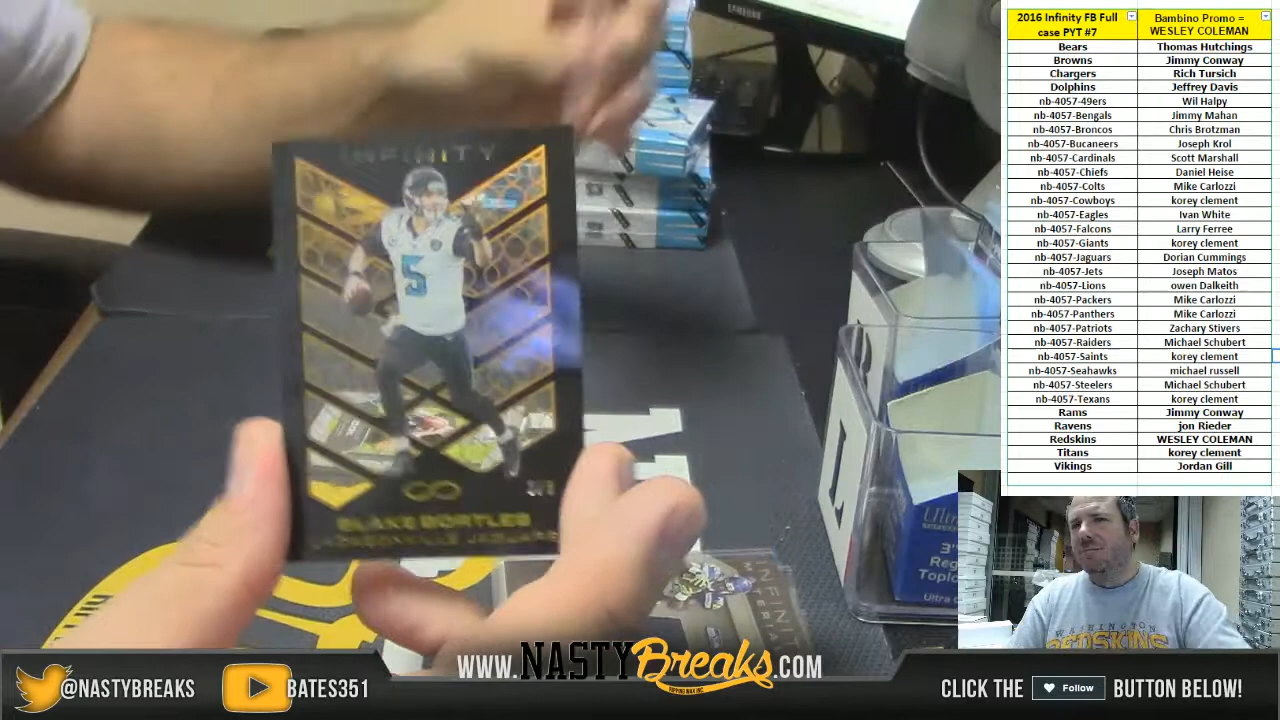 SAMSUNG
INFINITY
5
BLAKE BORTLES
JACKSONVILLE JAGUARS
INFINITY
L
3"
Reg
Toplo
Ultra
2016 Infinity FB Full case PYT #7 Bambino Promo = WESLEY COLEMAN
Bears Thomas Hutchings
Browns Jimmy Conway
Chargers Rich Tursich
Dolphins Jeffrey Davis
nb-4057-49ers Wil Halpy
nb-4057-Bengals Jimmy Mahan
nb-4057-Broncos Chris Brotzman
nb-4057-Bucaneers Joseph Krol
nb-4057-Cardinals Scott Marshall
nb-4057-Chiefs Daniel Heise
nb-4057-Colts Mike Carlozzi
nb-4057-Cowboys korey clement
nb-4057-Eagles Ivan White
nb-4057-Falcons Larry Ferree
nb-4057-Giants korey clement
nb-4057-Jaguars Dorian Cummings
nb-4057-Jets Joseph Matos
nb-4057-Lions owen Dalkeith
nb-4057-Packers Mike Carlozzi
nb-4057-Panthers Mike Carlozzi
nb-4057-Patriots Zachary Stivers
nb-4057-Raiders Michael Schubert
nb-4057-Saints korey clement
nb-4057-Seahawks michael russell
nb-4057-Steelers Michael Schubert
nb-4057-Texans korey clement
Rams Jimmy Conway
Ravens jon Rieder
Redskins WESLEY COLEMAN
Titans korey clement
Vikings Jordan Gill
WASHINGTON
REDSKINS
@NASTYBREAKS
BATES351
WWW.NASTYBreaks.COM
RIPPING WAX INC.
CLICK THE Follow BUTTON BELOW!